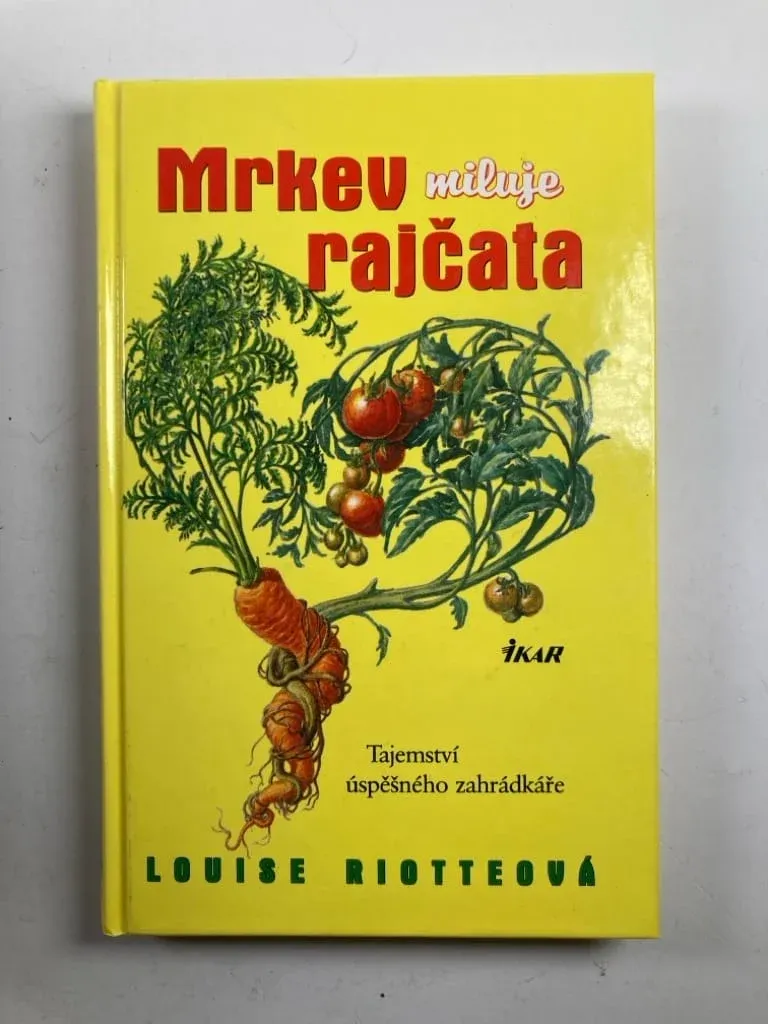 Mrkev miluje
rajčata
IKAR
Tajemství
úspěšného zahrádkáře
LOUISE RIOTTEOVÁ